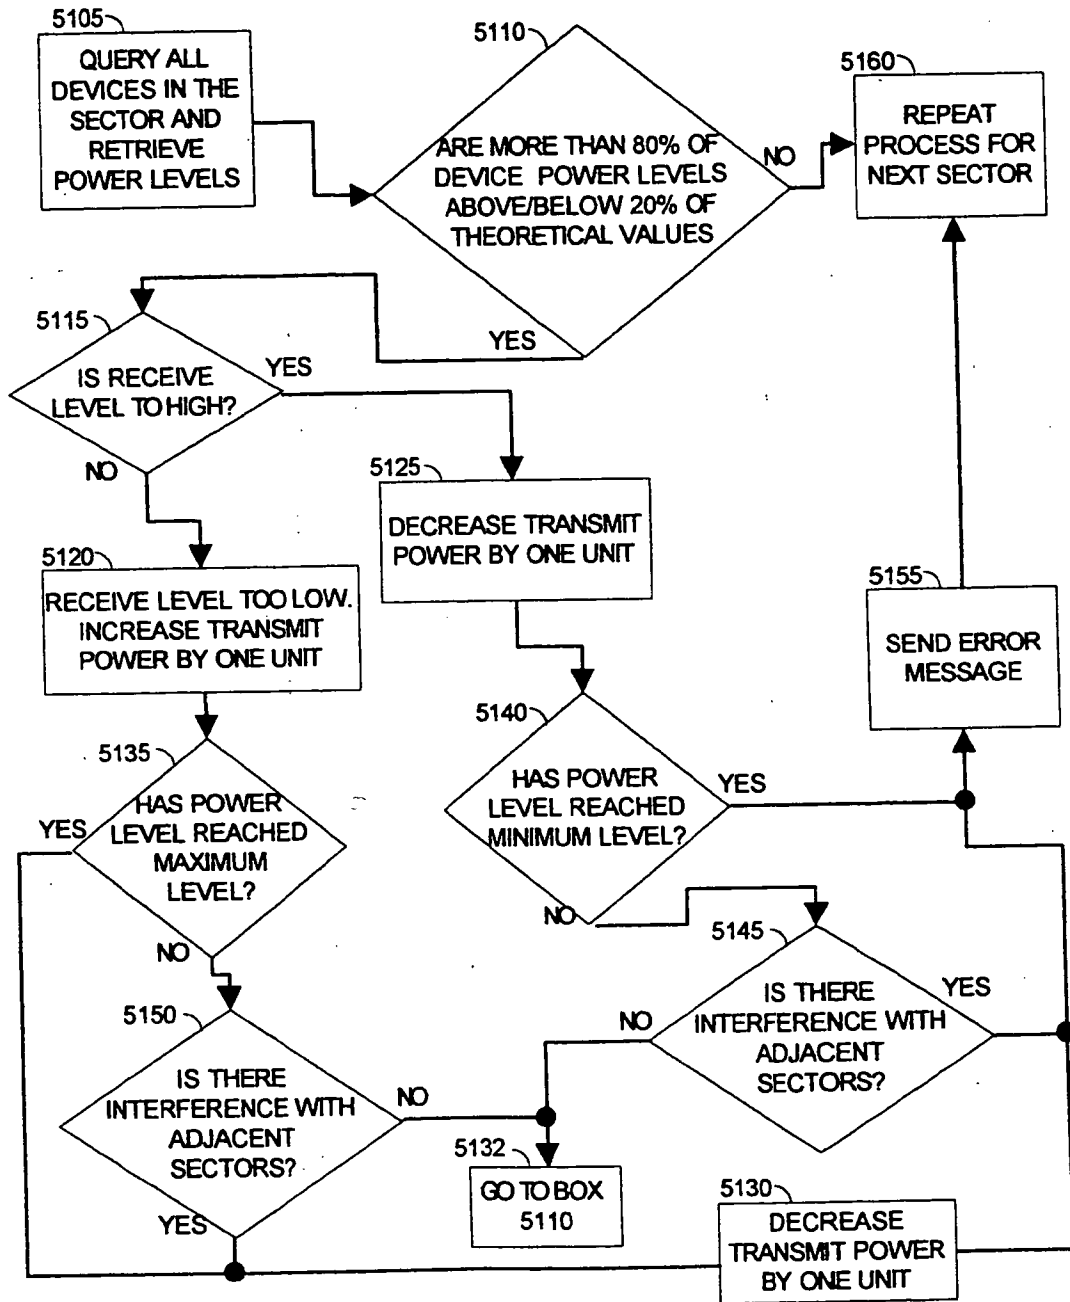 5105
QUERY ALL
DEVICES IN THE
SECTOR AND
RETRIEVE
POWER LEVELS
5110
ARE MORE THAN 80% OF
DEVICE POWER LEVELS
ABOVE/BELOW 20% OF
THEORETICAL VALUES
NO
YES
5160
REPEAT
PROCESS FOR
NEXT SECTOR
5115
IS RECEIVE
LEVEL TO HIGH?
YES
NO
5125
DECREASE TRANSMIT
POWER BY ONE UNIT
5120
RECEIVE LEVEL TOO LOW.
INCREASE TRANSMIT
POWER BY ONE UNIT
5155
SEND ERROR
MESSAGE
5135
HAS POWER
LEVEL REACHED
MAXIMUM
LEVEL?
YES
NO
5140
HAS POWER
LEVEL REACHED
MINIMUM LEVEL?
YES
NO
5145
IS THERE
INTERFERENCE WITH
ADJACENT
SECTORS?
YES
NO
5150
IS THERE
INTERFERENCE WITH
ADJACENT
SECTORS?
NO
YES
5132
GO TO BOX
5110
5130
DECREASE
TRANSMIT POWER
BY ONE UNIT